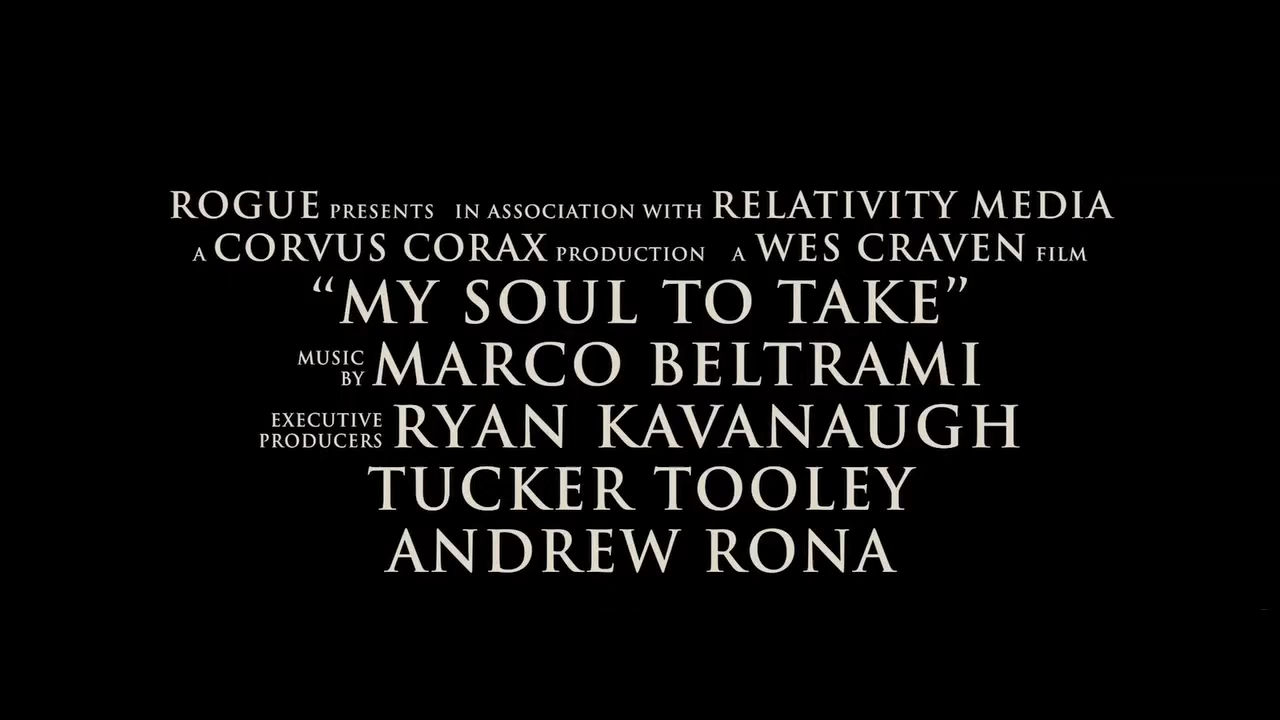 ROGUE PRESENTS IN ASSOCIATION WITH RELATIVITY MEDIA
A CORVUS CORAX PRODUCTION A WES CRAVEN FILM
“MY SOUL TO TAKE”
MUSIC BY MARCO BELTRAMI
EXECUTIVE PRODUCERS RYAN KAVANAUGH
TUCKER TOOLEY
ANDREW RONA